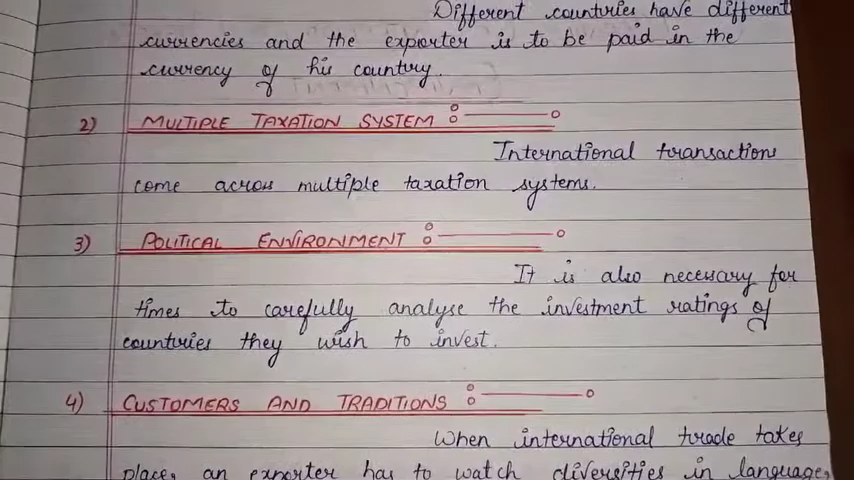 Different countries have different
currencies and the exporter is to be paid in the
currency of his country.
2) MULTIPLE TAXATION SYSTEM
International transactions
come across multiple taxation systems.
3) POLITICAL ENVIRONMENT
It is also necessary for
times to carefully analyse the investment ratings of
countries they wish to invest.
4) CUSTOMERS AND TRADITIONS
When international trade takes
place, an exporter has to watch diversities in language,